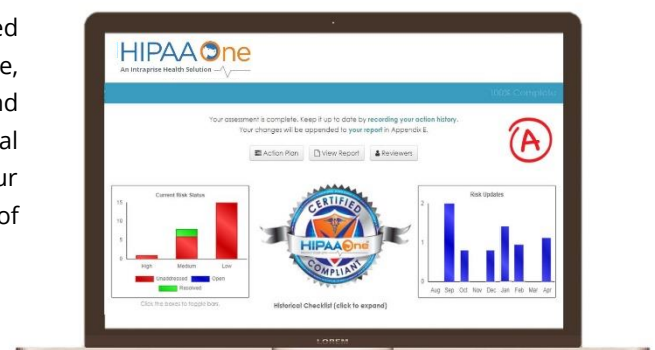 ed
e,
nd
al
ur
of
HIPAA One
An Intraprise Health Solution
100% Complete
Your assessment is complete. Keep it up to date by recording your action history.
Your changes will be appended to your report in Appendix E.
A
Action Plan View Report Reviewers
Current Risk Status
15
10
5
0
High Medium Low
Unaddressed Open
Resolved
Click the boxes to toggle bars.
CERTIFIED
HIPAA One
COMPLIANT
Historical Checklist (click to expand)
Risk Updates
2
1
0
Aug Sep Oct Nov Dec Jan Feb Mar Apr
LOREM